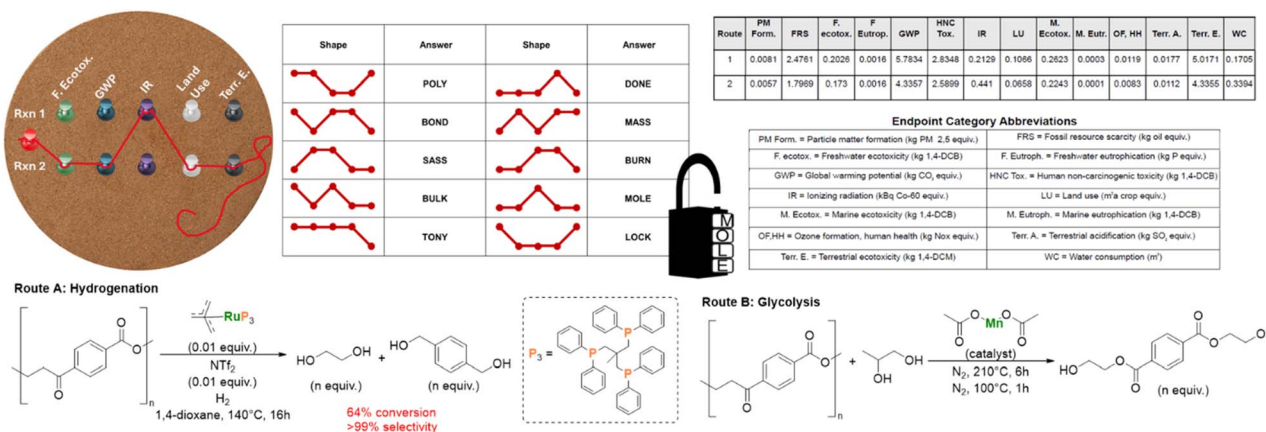 F. Ecotox.
GWP
IR
Land
Use
Terr. E.
Rxn 1
Rxn 2
Shape Answer Shape Answer
POLY DONE
BOND MASS
SASS BURN
BULK MOLE
TONY LOCK
M
O
L
E
Route PM Form. FRS F. ecotox. F Eutrop. GWP HNC Tox. IR LU M. Ecotox. M. Eutr. OF, HH Terr. A. Terr. E. WC
1 0.0081 2.4761 0.2026 0.0016 5.7834 2.8348 0.2129 0.1066 0.2623 0.0003 0.0119 0.0177 5.0171 0.1705
2 0.0057 1.7969 0.173 0.0016 4.3357 2.5899 0.441 0.0658 0.2243 0.0001 0.0083 0.0112 4.3355 0.3394
Endpoint Category Abbreviations
PM Form. = Particle matter formation (kg PM 2,5 equiv.) FRS = Fossil resource scarcity (kg oil equiv.)
F. ecotox. = Freshwater ecotoxicity (kg 1,4-DCB) F. Eutroph. = Freshwater eutrophication (kg P equiv.)
GWP = Global warming potential (kg CO2 equiv.) HNC Tox. = Human non-carcinogenic toxicity (kg 1,4-DCB)
IR = Ionizing radiation (kBq Co-60 equiv.) LU = Land use (m²a crop equiv.)
M. Ecotox. = Marine ecotoxicity (kg 1,4-DCB) M. Eutroph. = Marine eutrophication (kg 1,4-DCB)
OF,HH = Ozone formation, human health (kg Nox equiv.) Terr. A. = Terrestrial acidification (kg SO2 equiv.)
Terr. E. = Terrestrial ecotoxicity (kg 1,4-DCM) WC = Water consumption (m³)
Route A: Hydrogenation
O
O
O
n
RuP3
(0.01 equiv.)
NTf2
(0.01 equiv.)
H2
1,4-dioxane, 140°C, 16h
HO OH
(n equiv.)
+
HO
OH
(n equiv.)
64% conversion
>99% selectivity
P3 =
P
P
P
Route B: Glycolysis
O
O
O
n
+
OH
OH
O O Mn O O
(catalyst)
N2, 210°C, 6h
N2, 100°C, 1h
HO
O
O
O
O
(n equiv.)